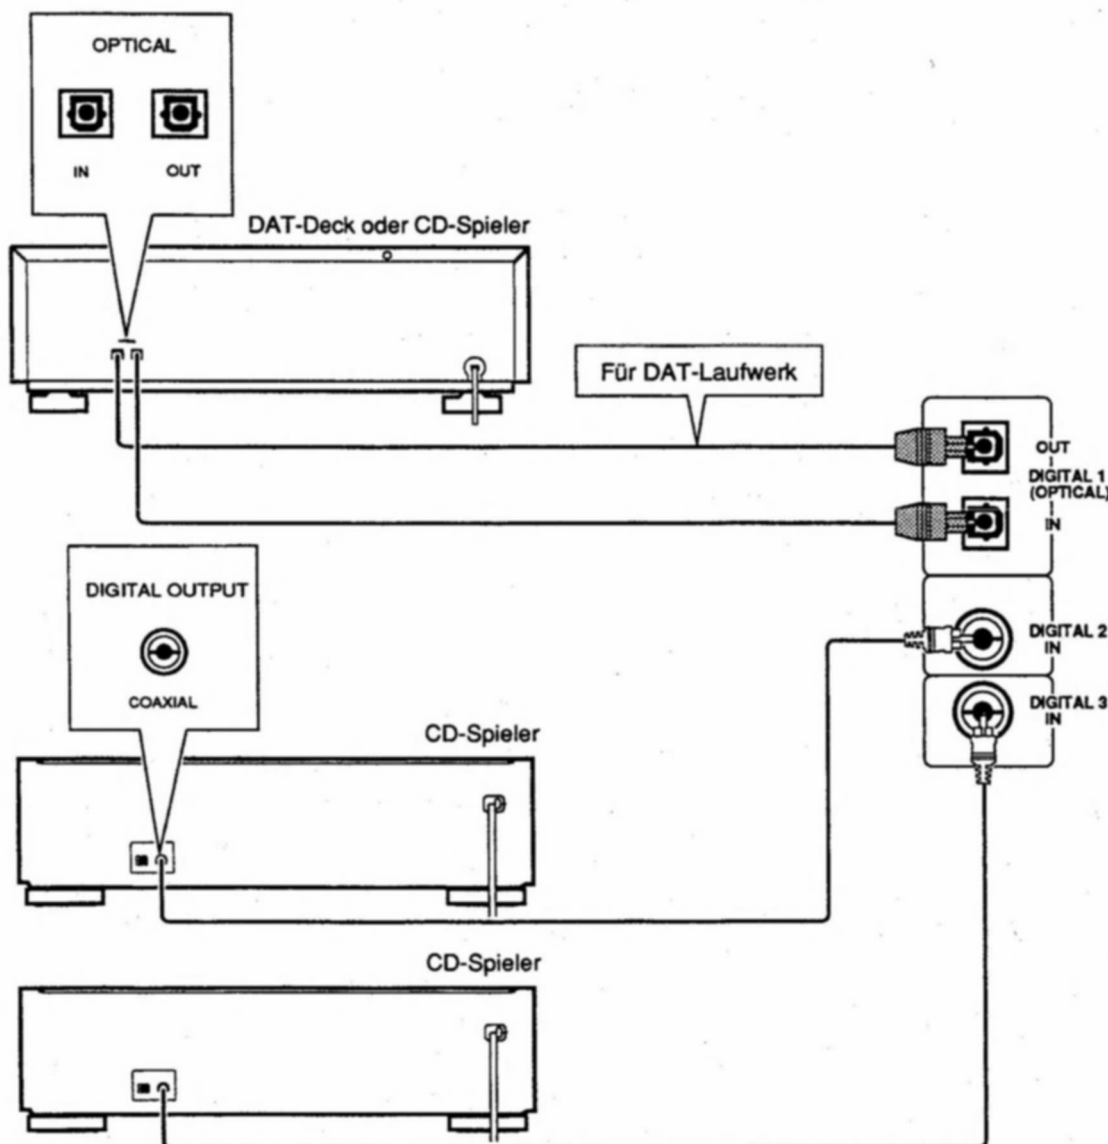 OPTICAL
IN
OUT
DAT-Deck oder CD-Spieler
Für DAT-Laufwerk
OUT
DIGITAL 1
(OPTICAL)
IN
DIGITAL OUTPUT
COAXIAL
DIGITAL 2
IN
DIGITAL 3
IN
CD-Spieler
CD-Spieler